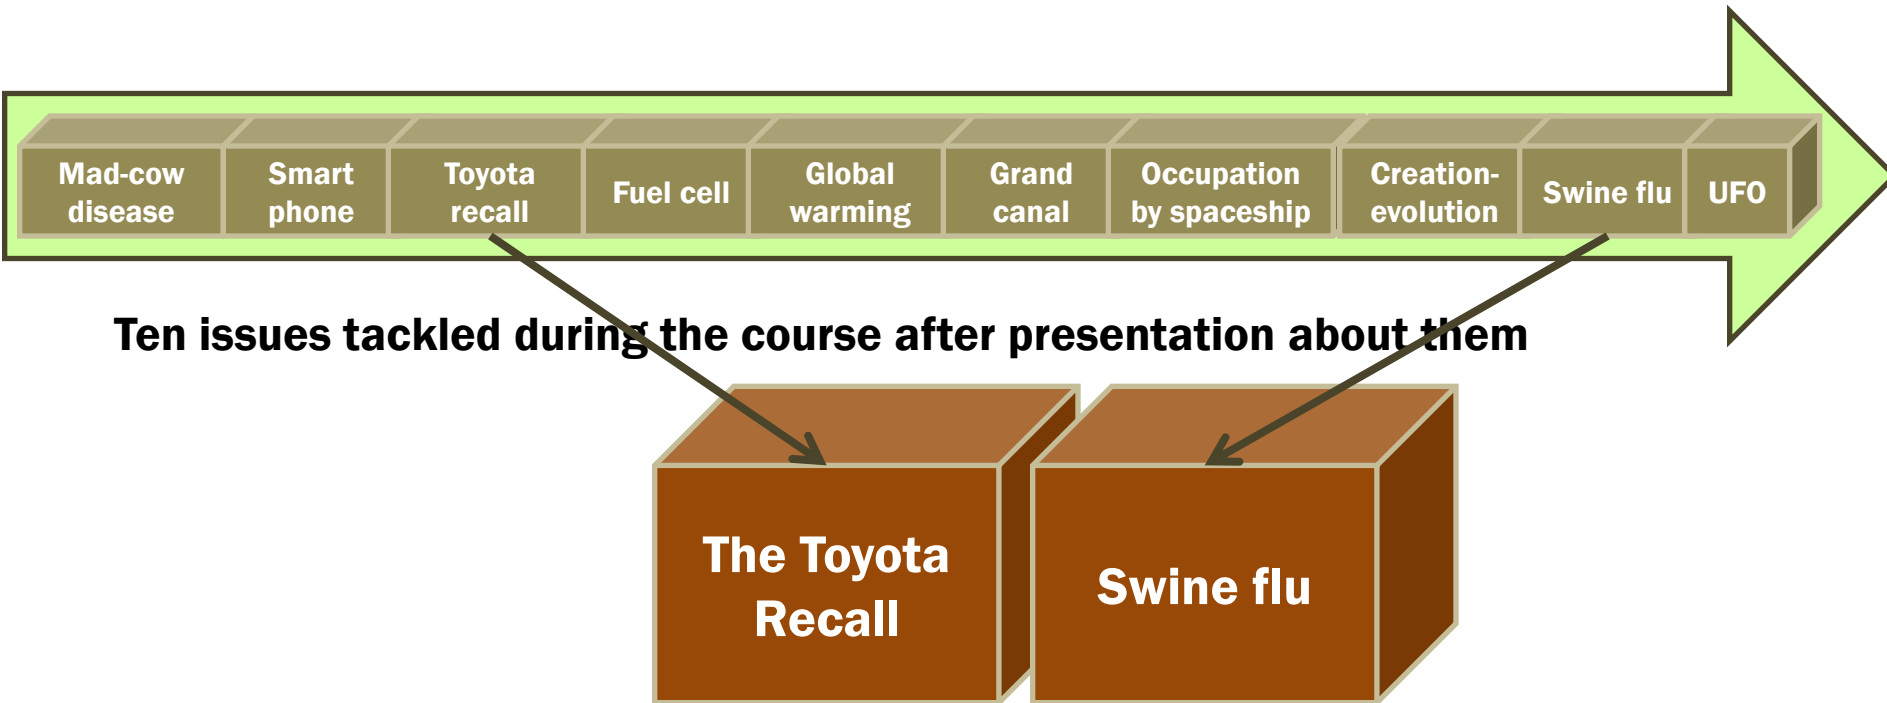 Mad-cow
disease
Smart
phone
Toyota
recall
Fuel cell
Global
warming
Grand
canal
Occupation
by spaceship
Creation-
evolution
Swine flu
UFO
Ten issues tackled during the course after presentation about them
The Toyota
Recall
Swine flu